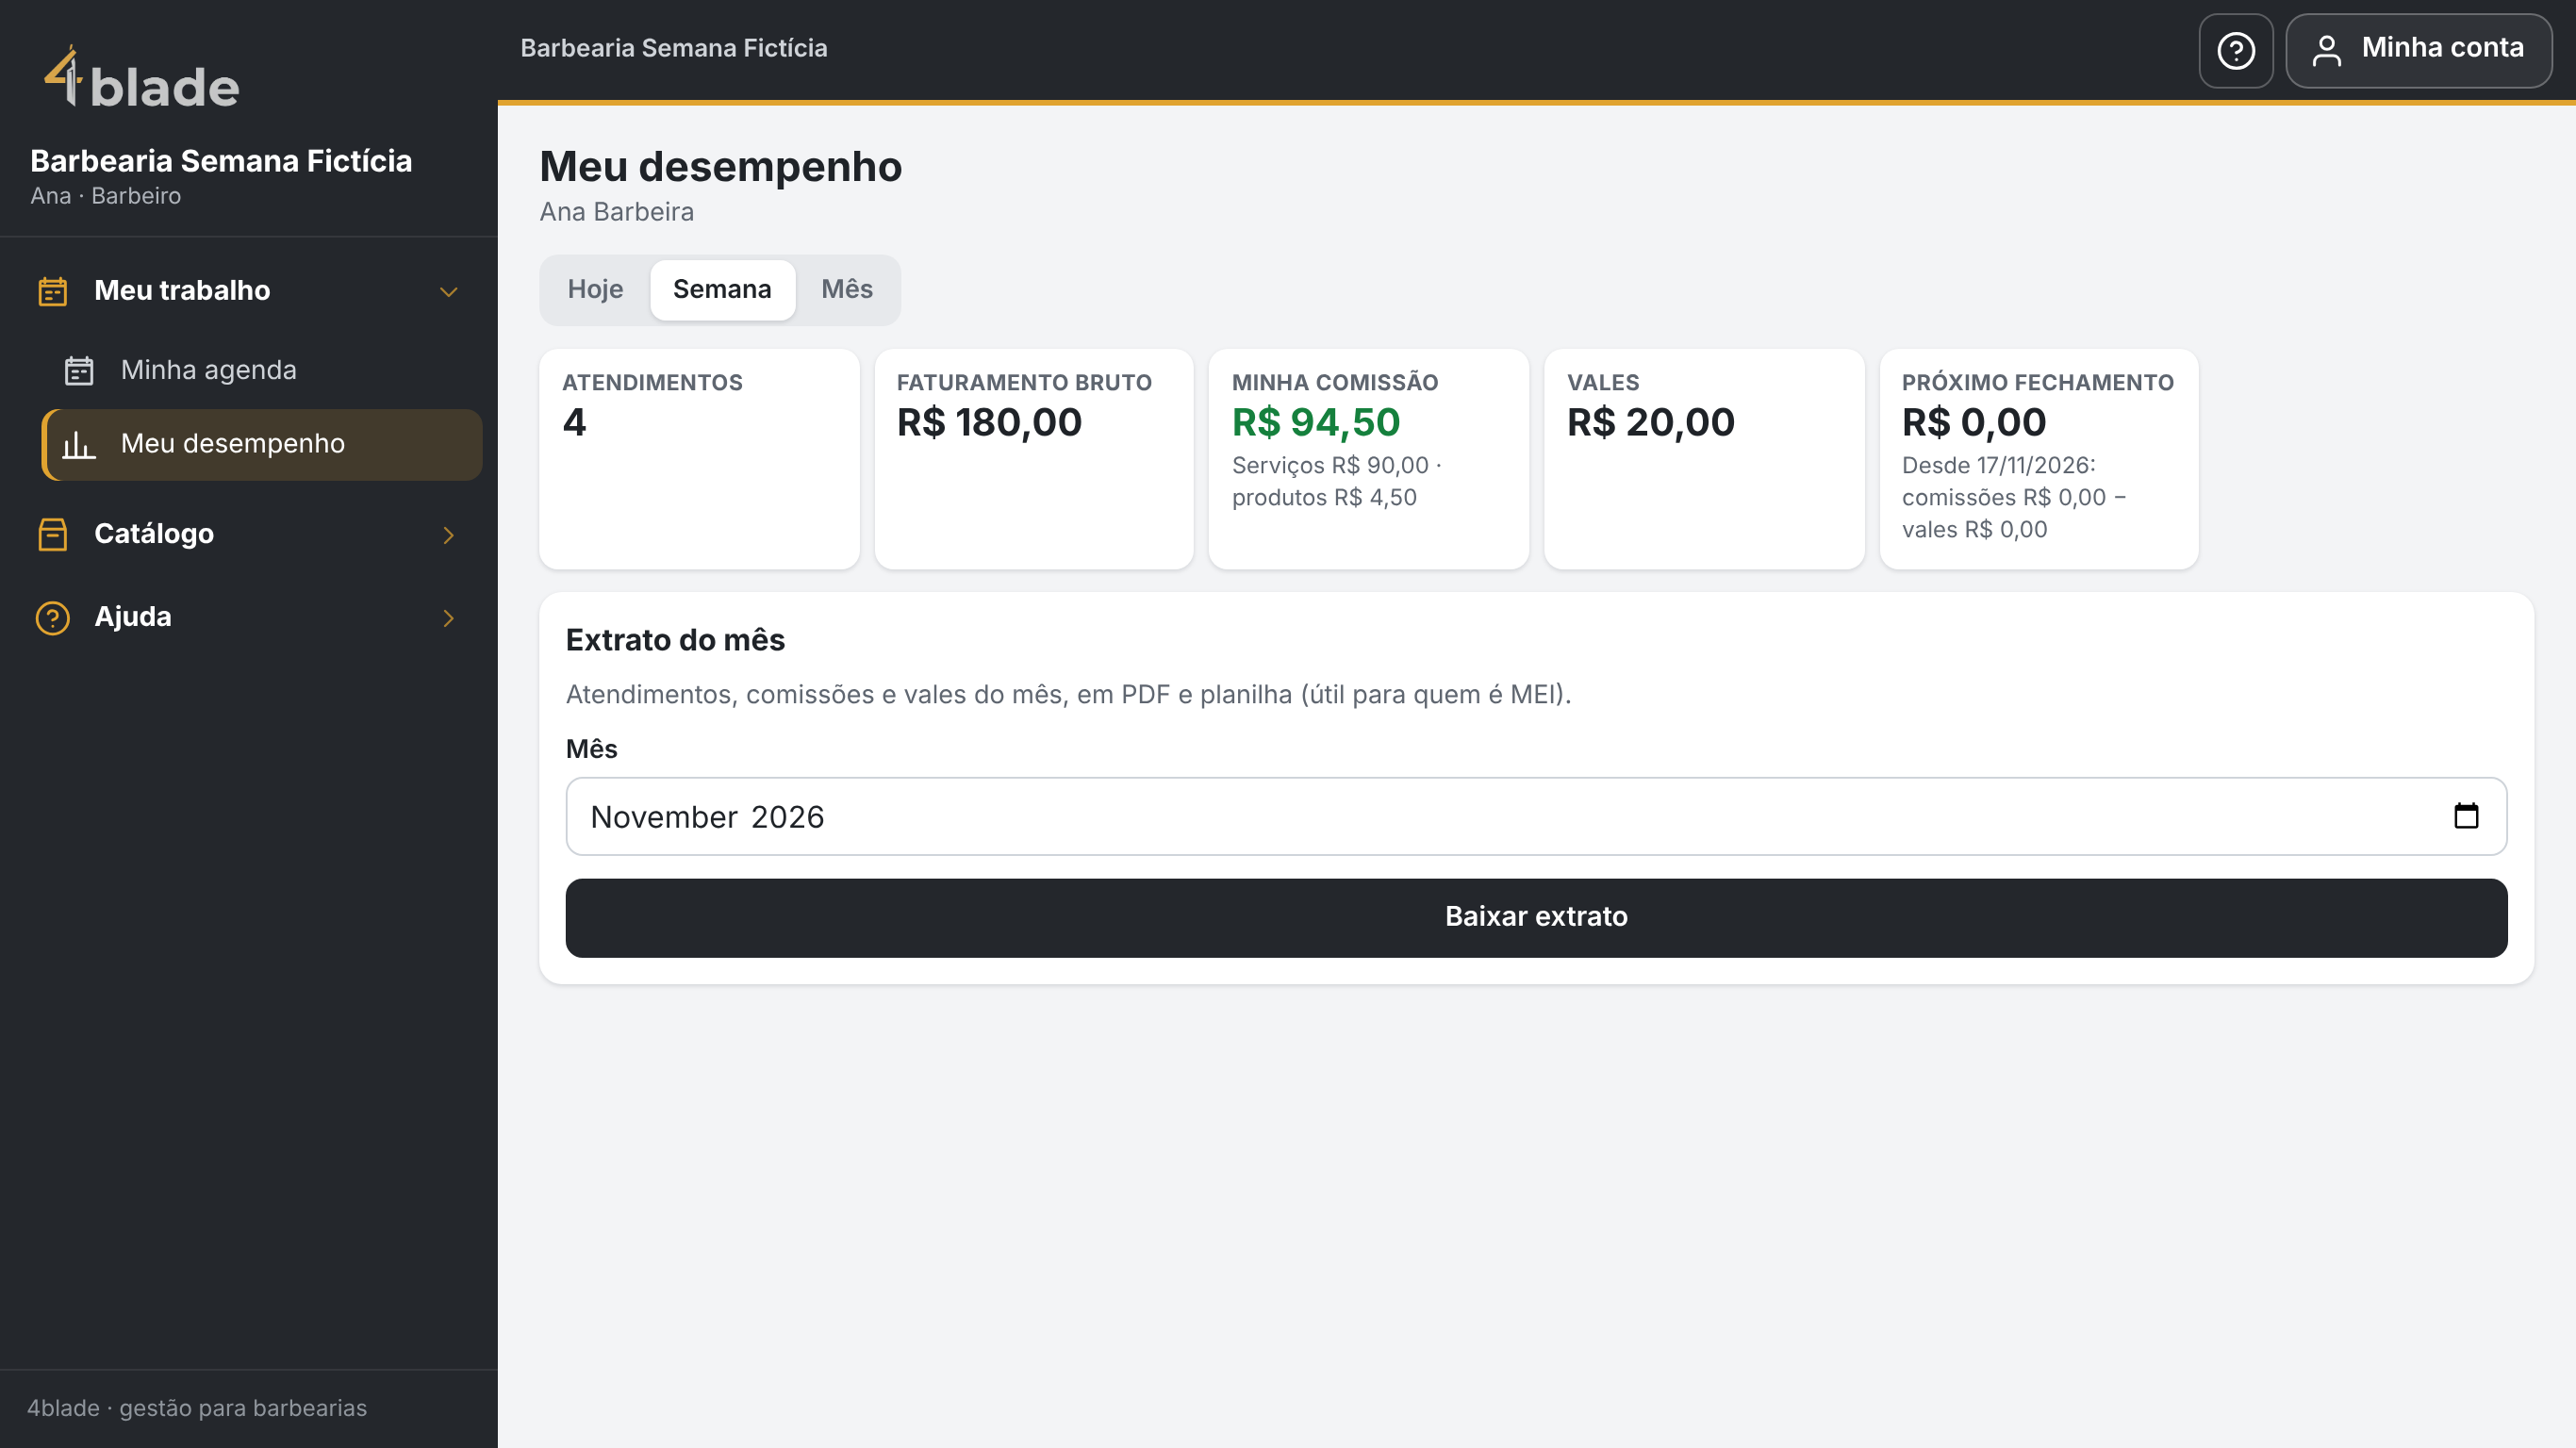 4blade
Barbearia Semana Fictícia
Ana · Barbeiro
Meu trabalho
Minha agenda
Meu desempenho
Catálogo
Ajuda
4blade · gestão para barbearias
Barbearia Semana Fictícia
Minha conta
Meu desempenho
Ana Barbeira
Hoje
Semana
Mês
ATENDIMENTOS
4
FATURAMENTO BRUTO
R$ 180,00
MINHA COMISSÃO
R$ 94,50
Serviços R$ 90,00 ·
produtos R$ 4,50
VALES
R$ 20,00
PRÓXIMO FECHAMENTO
R$ 0,00
Desde 17/11/2026:
comissões R$ 0,00 −
vales R$ 0,00
Extrato do mês
Atendimentos, comissões e vales do mês, em PDF e planilha (útil para quem é MEI).
Mês
November 2026
Baixar extrato